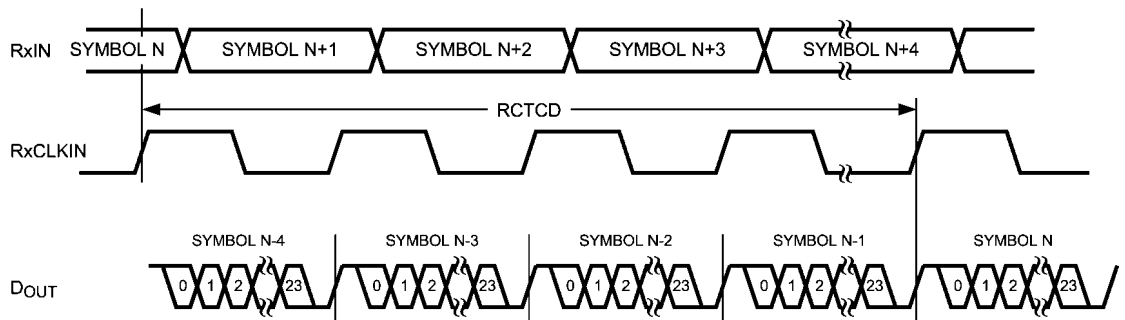 RxIN SYMBOL N SYMBOL N+1 SYMBOL N+2 SYMBOL N+3 SYMBOL N+4
RCTCD
RxCLKIN
SYMBOL N-4 SYMBOL N-3 SYMBOL N-2 SYMBOL N-1 SYMBOL N
DOUT 0 1 2 23 0 1 2 23 0 1 2 23 0 1 2 23 0 1 2 23